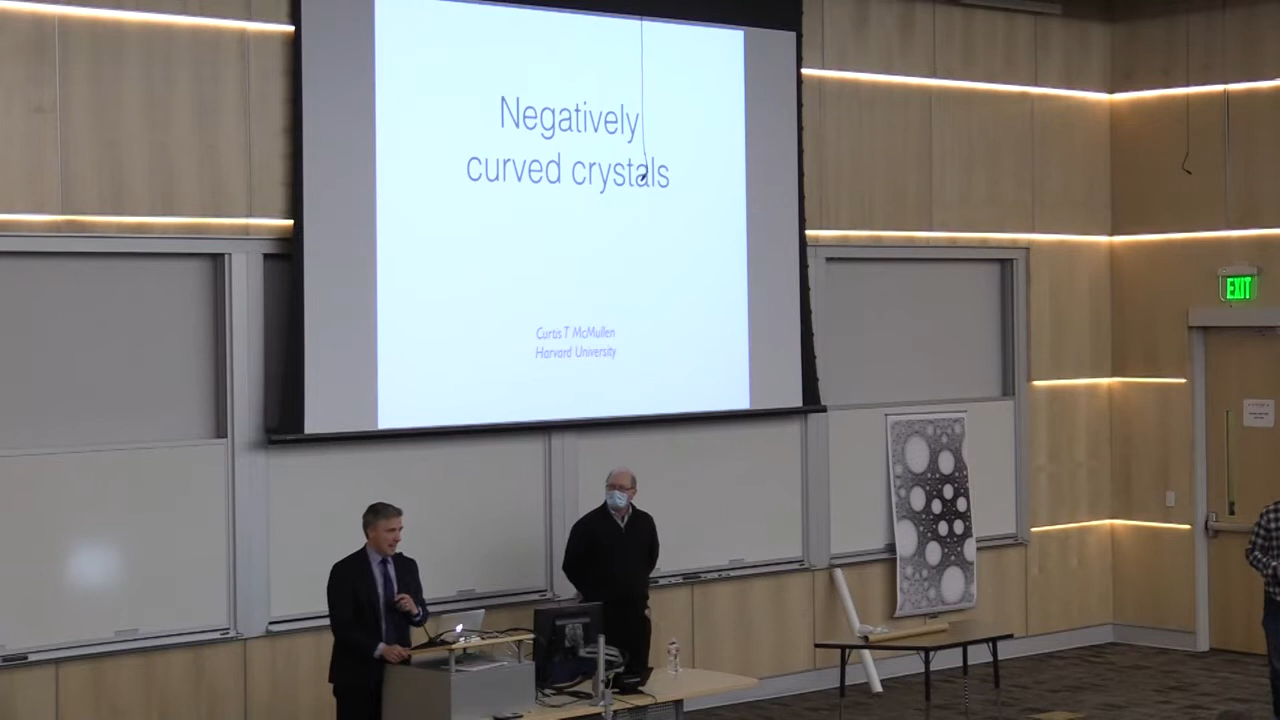 Negatively
curved crystals
Curtis T McMullen
Harvard University
EXIT